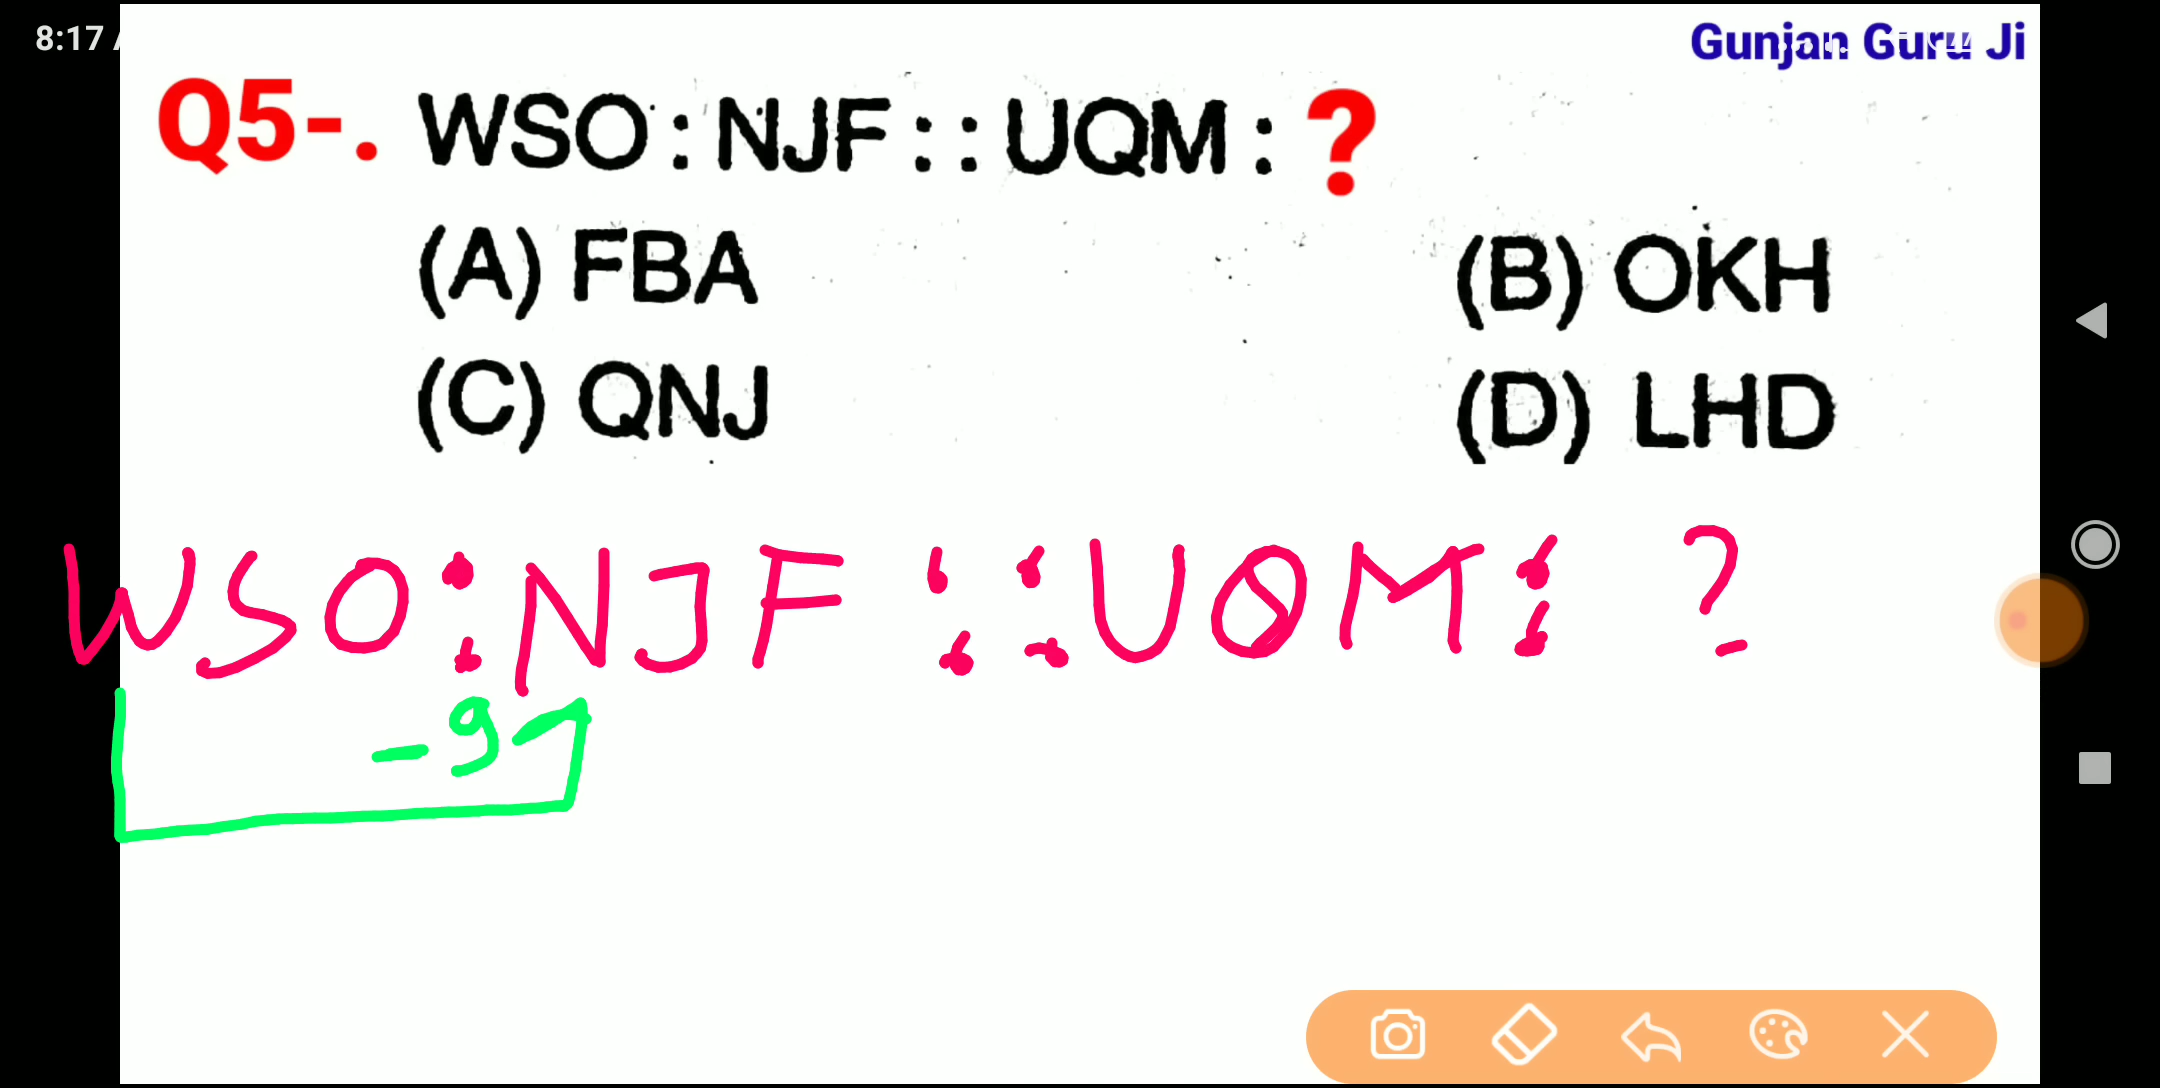 8:17
Gunjan Guru Ji
Q5-. WSO : NJF : : UQM : ?
(A) FBA (B) OKH
(C) QNJ (D) LHD
WSO:NJF::UQM: ?
-9